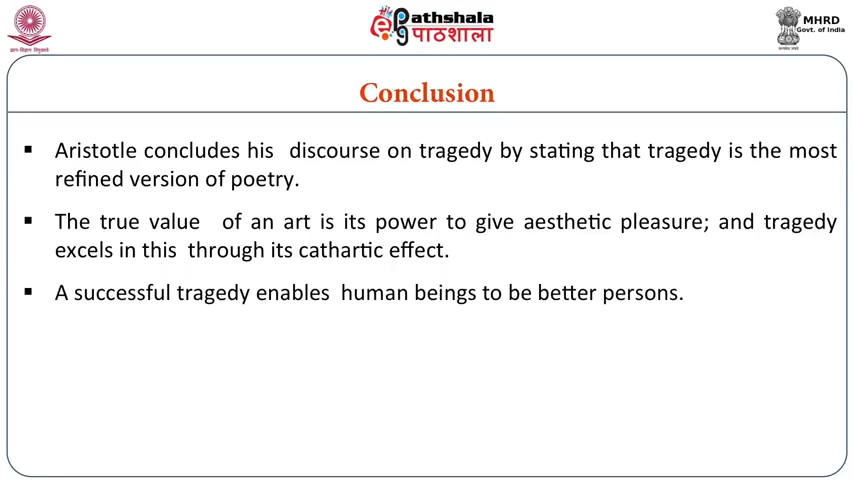 ePathshala
पाठशाला
MHRD
Govt. of India
Conclusion
▪ Aristotle concludes his discourse on tragedy by stating that tragedy is the most
refined version of poetry.
▪ The true value of an art is its power to give aesthetic pleasure; and tragedy
excels in this through its cathartic effect.
▪ A successful tragedy enables human beings to be better persons.